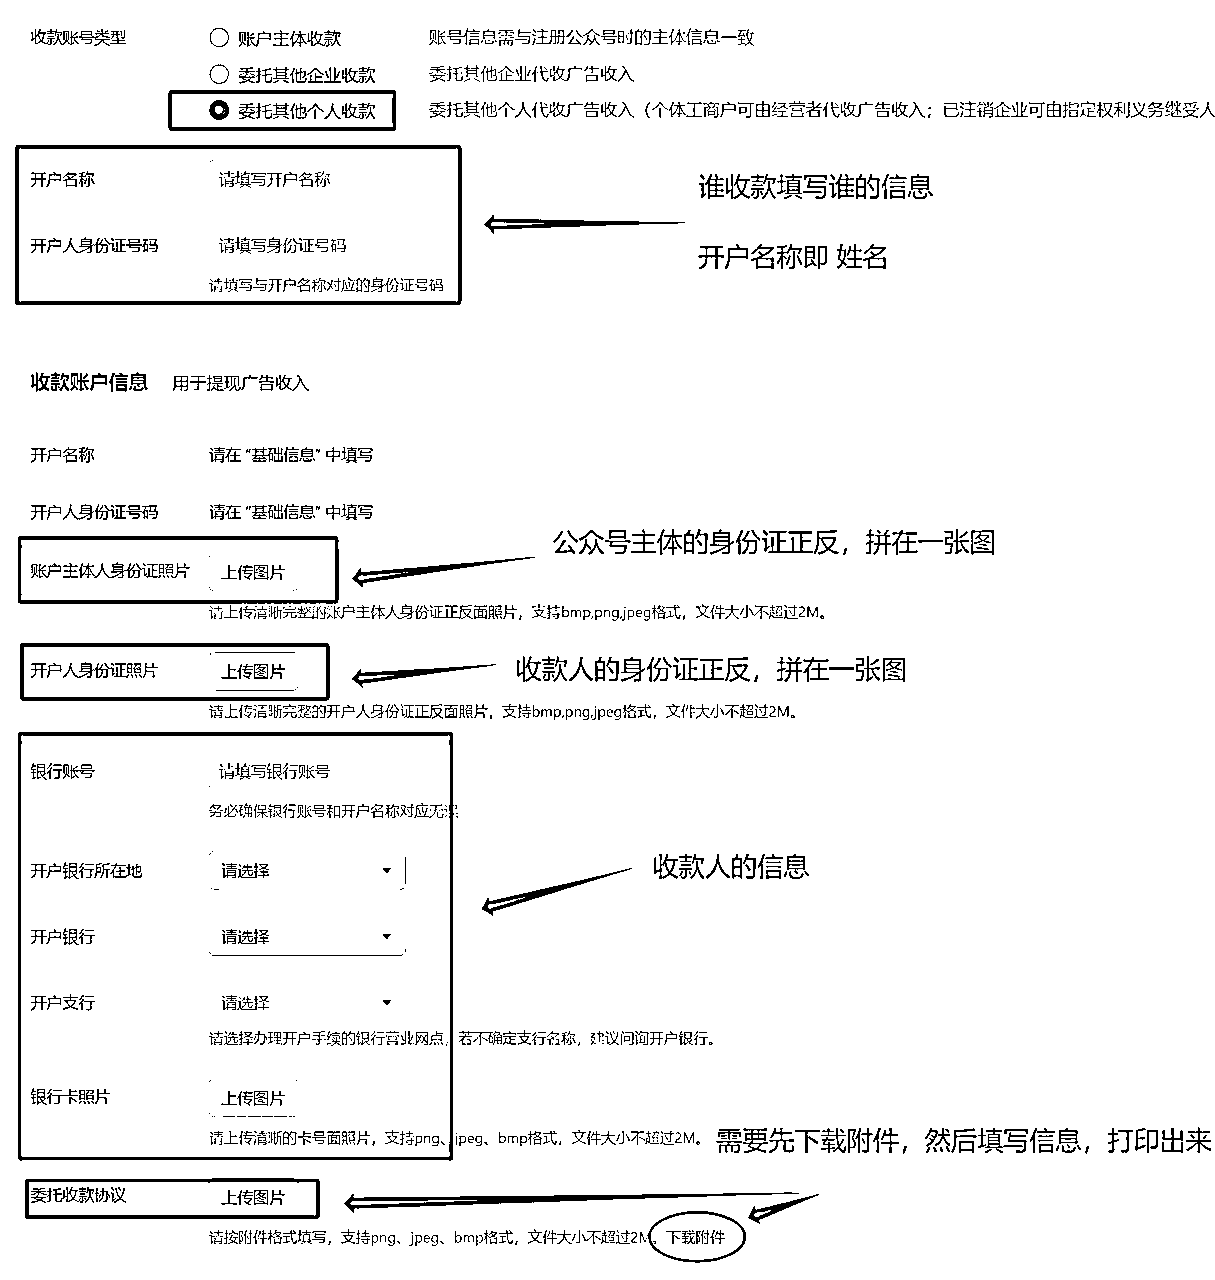 收款账号类型
账户主体收款
账号信息需与注册公众号时的主体信息一致
委托其他企业收款
委托其他企业代收广告收入
委托其他个人收款
委托其他个人代收广告收入（个体工商户可由经营者代收广告收入；已注销企业可由指定权利义务继受人
开户名称
请填写开户名称
谁收款填写谁的信息
开户人身份证号码
请填写身份证号码
开户名称即 姓名
请填写与开户名称对应的身份证号码
收款账户信息
用于提现广告收入
开户名称
请在 “基础信息” 中填写
开户人身份证号码
请在 “基础信息” 中填写
公众号主体的身份证正反，拼在一张图
账户主体人身份证照片
上传图片
请上传清晰完整的账户主体人身份证正反面照片，支持bmp,png,jpeg格式，文件大小不超过2M。
开户人身份证照片
上传图片
收款人的身份证正反，拼在一张图
请上传清晰完整的开户人身份证正反面照片，支持bmp,png,jpeg格式，文件大小不超过2M。
银行账号
请填写银行账号
务必确保银行账号和开户名称对应无误
开户银行所在地
请选择
收款人的信息
开户银行
请选择
开户支行
请选择
请选择办理开户手续的银行营业网点，若不确定支行名称，建议问询开户银行。
银行卡照片
上传图片
请上传清晰的卡号面照片，支持png、jpeg、bmp格式，文件大小不超过2M。
需要先下载附件，然后填写信息，打印出来
委托收款协议
上传图片
请按附件格式填写，支持png、jpeg、bmp格式，文件大小不超过2M。
下载附件